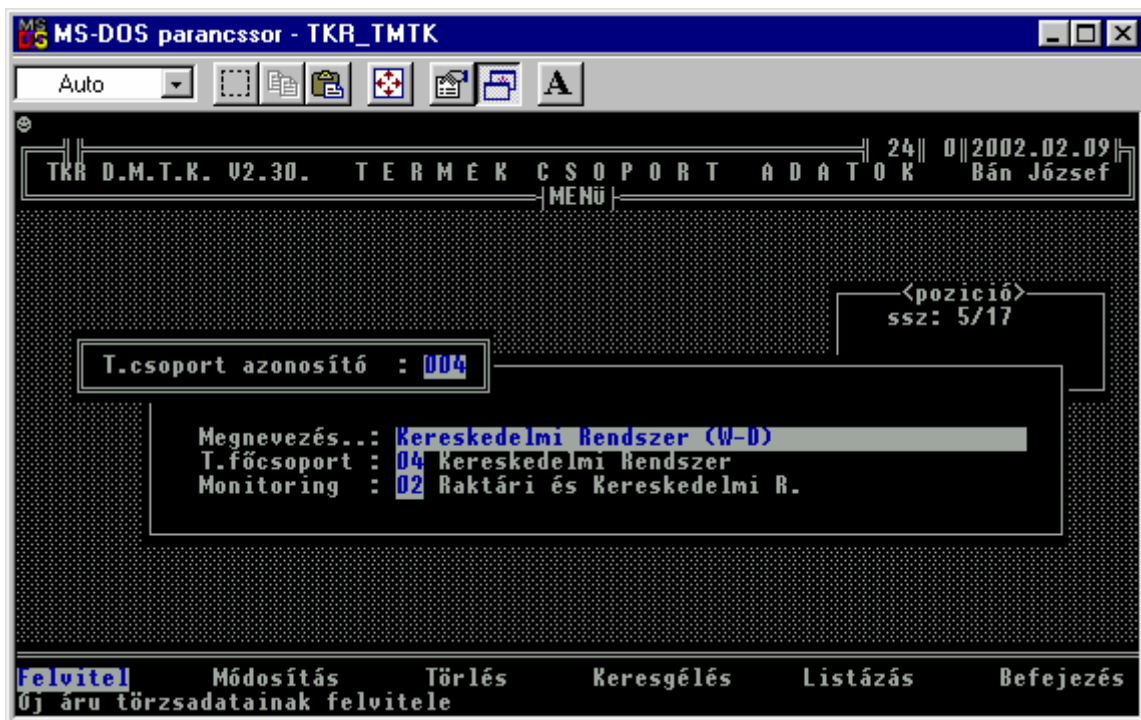 MS-DOS parancssor - TKR_TMTK
Auto
A
24 0 2002.02.09
TKR D.M.T.K. V2.30. T E R M É K C S O P O R T A D A T O K Bán József
MENÜ
<pozició>
ssz: 5/17
T.csoport azonosító : 004
Megnevezés..: Kereskedelmi Rendszer (W-D)
T.főcsoport : 04 Kereskedelmi Rendszer
Monitoring : 02 Raktári és Kereskedelmi R.
Felvitel Módosítás Törlés Keresgélés Listázás Befejezés
Új áru törzsadatainak felvitele